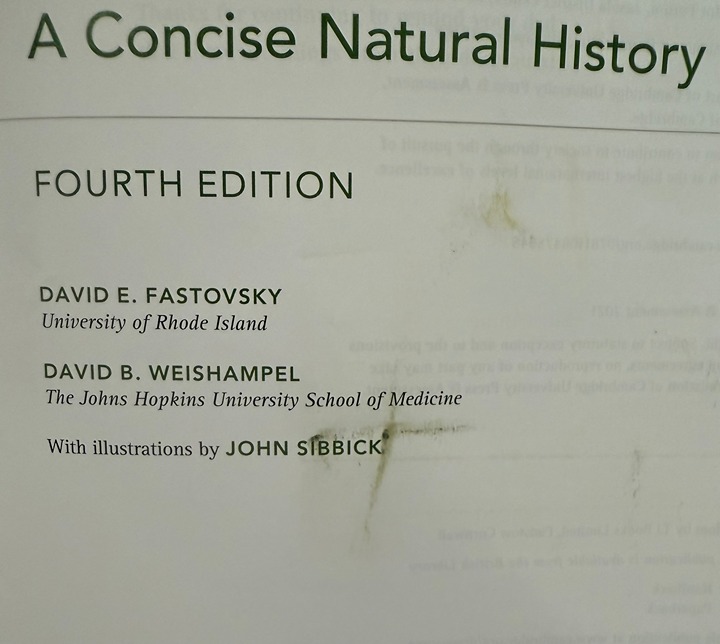 A Concise Natural History
FOURTH EDITION
DAVID E. FASTOVSKY
University of Rhode Island
DAVID B. WEISHAMPEL
The Johns Hopkins University School of Medicine
With illustrations by JOHN SIBBICK